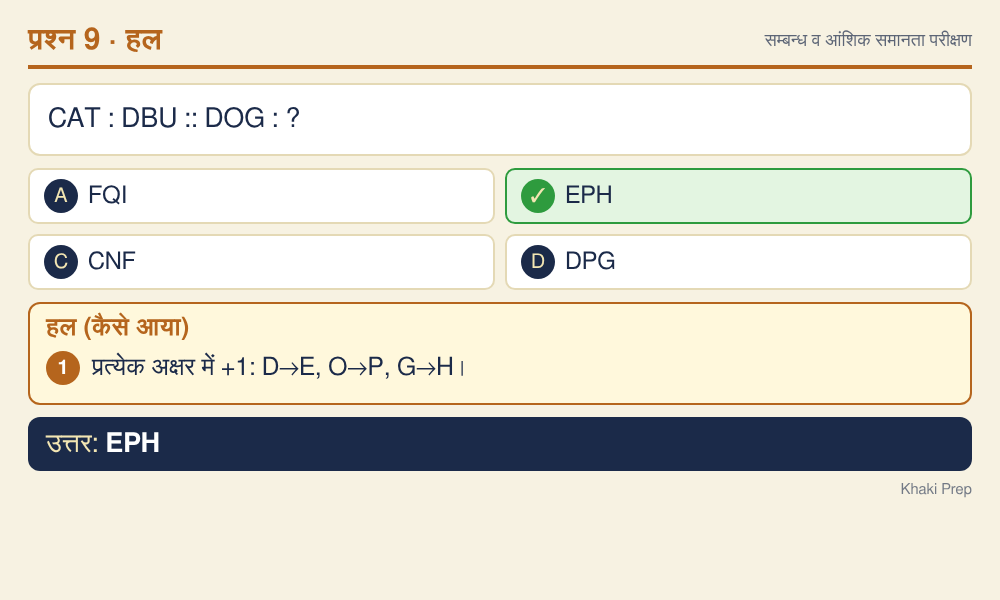 प्रश्न 9 · हल
सम्बन्ध व आंशिक समानता परीक्षण
CAT : DBU :: DOG : ?
A FQI
✓ EPH
C CNF
D DPG
हल (कैसे आया)
1 प्रत्येक अक्षर में +1: D→E, O→P, G→H।
उत्तर: EPH
Khaki Prep